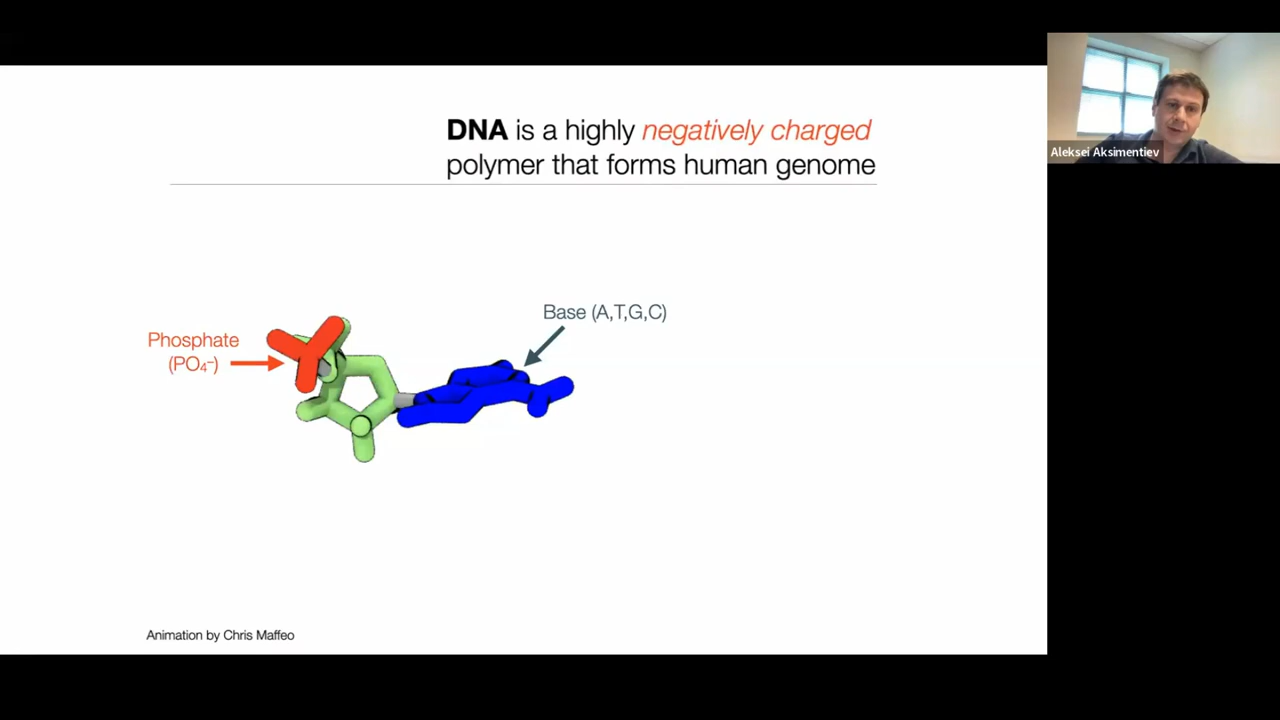 DNA is a highly negatively charged
polymer that forms human genome
Aleksei Aksimentiev
Base (A,T,G,C)
Phosphate
(PO₄⁻)
Animation by Chris Maffeo